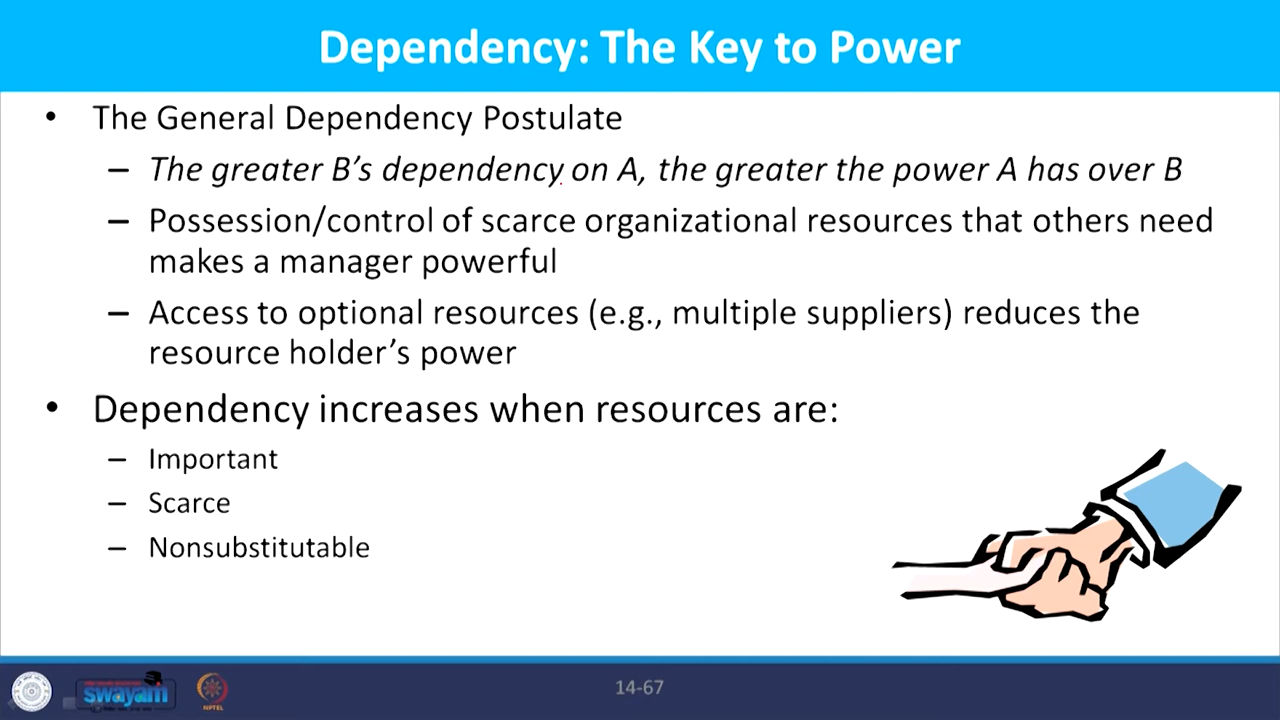 Dependency: The Key to Power
• The General Dependency Postulate
– The greater B's dependency on A, the greater the power A has over B
– Possession/control of scarce organizational resources that others need
makes a manager powerful
– Access to optional resources (e.g., multiple suppliers) reduces the
resource holder's power
• Dependency increases when resources are:
– Important
– Scarce
– Nonsubstitutable
swayam
NPTEL
14-67